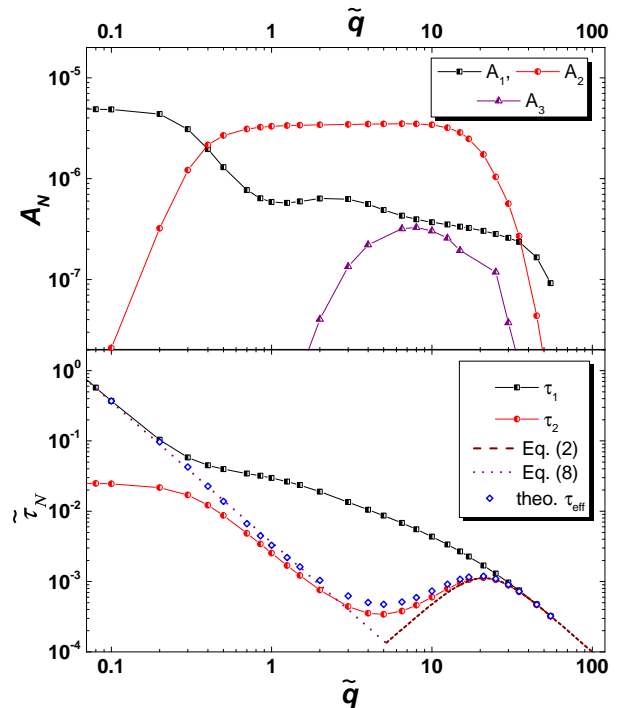 q̃
0.1 1 10 100
10⁻⁵
10⁻⁶
10⁻⁷
A_N
A₁, A₂
A₃
10⁰
10⁻¹
10⁻²
10⁻³
10⁻⁴
τ̃_N
τ₁
τ₂
Eq. (2)
Eq. (8)
theo. τ_eff
0.1 1 10 100
q̃